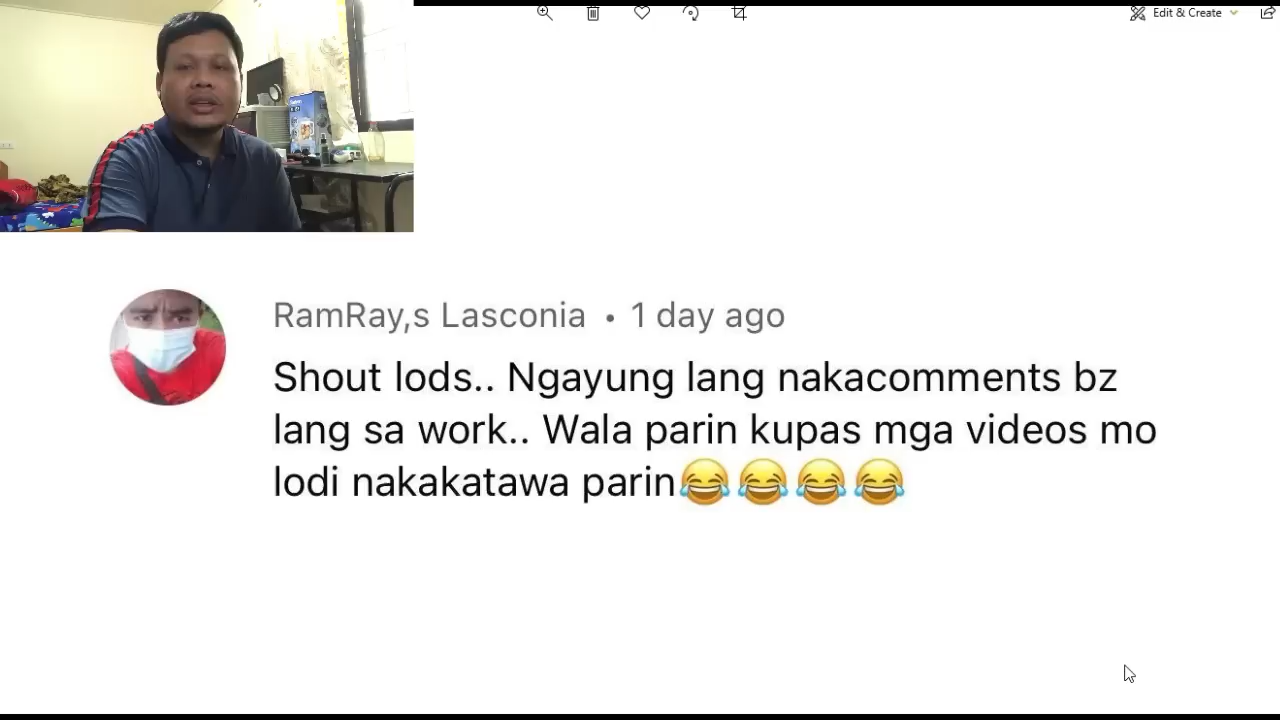 Edit & Create
RamRay,s Lasconia • 1 day ago
Shout lods.. Ngayung lang nakacomments bz
lang sa work.. Wala parin kupas mga videos mo
lodi nakakatawa parin😂😂😂😂